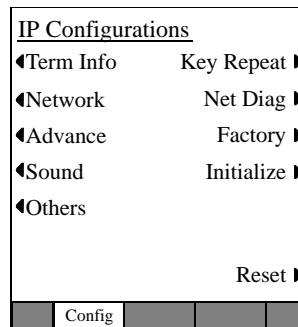 IP Configurations
Term Info Key Repeat
Network Net Diag
Advance Factory
Sound Initialize
Others
Reset
Config